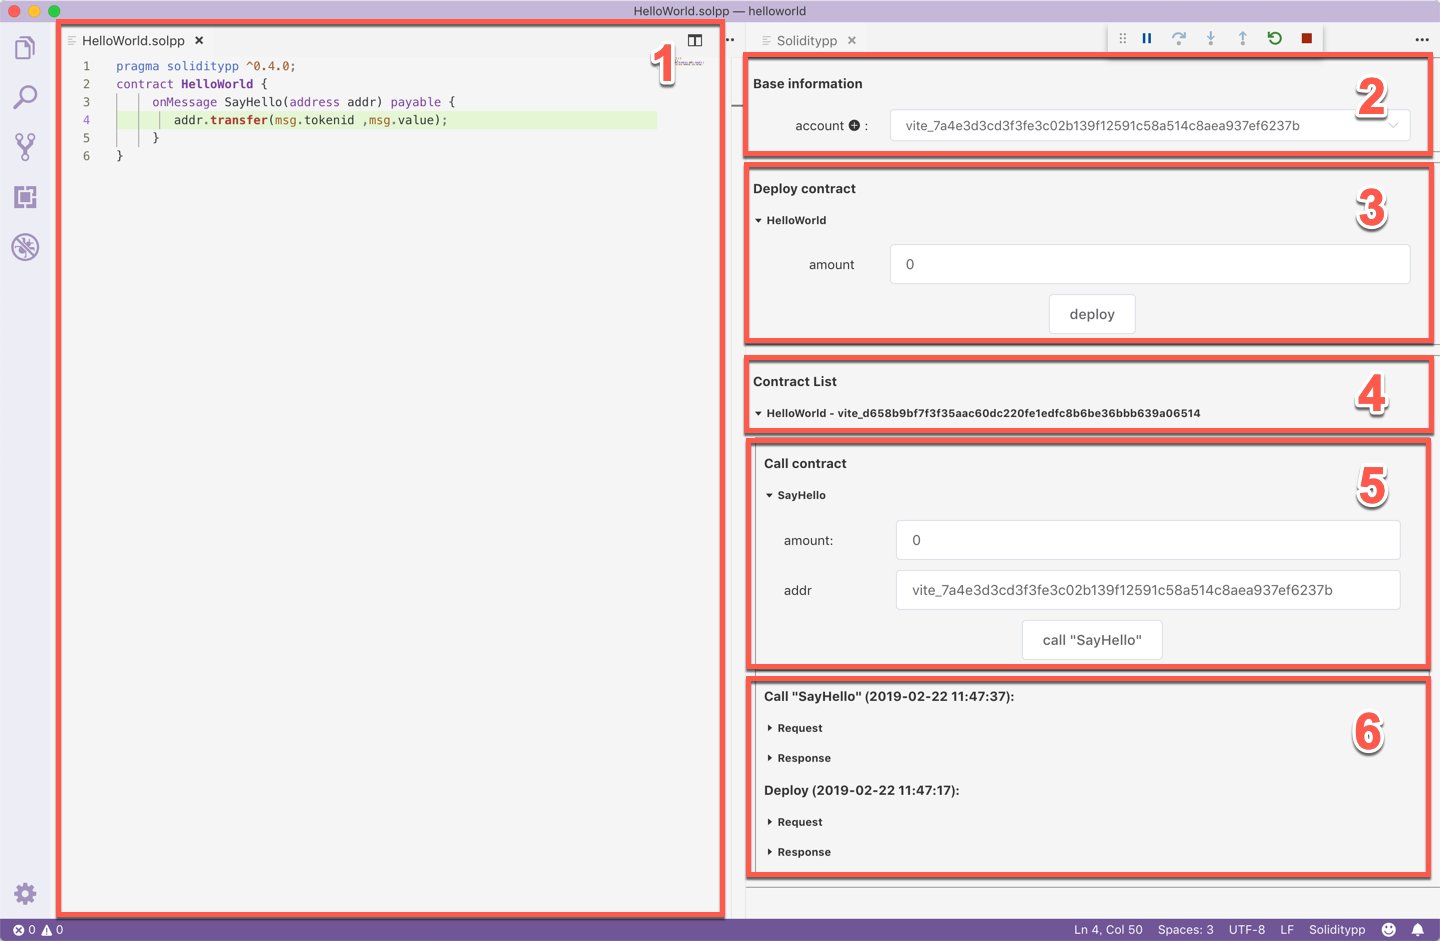 HelloWorld.solpp — helloworld
HelloWorld.solpp ×
1
1 pragma soliditypp ^0.4.0;
2 contract HelloWorld {
3 onMessage SayHello(address addr) payable {
4 addr.transfer(msg.tokenid ,msg.value);
5 }
6 }
Soliditypp ×
Base information
2
account + :
vite_7a4e3d3cd3f3fe3c02b139f12591c58a514c8aea937ef6237b
Deploy contract
3
HelloWorld
amount
0
deploy
Contract List
4
HelloWorld - vite_d658b9bf7f3f35aac60dc220fe1edfc8b6be36bbb639a06514
Call contract
5
SayHello
amount:
0
addr
vite_7a4e3d3cd3f3fe3c02b139f12591c58a514c8aea937ef6237b
call "SayHello"
Call "SayHello" (2019-02-22 11:47:37):
6
Request
Response
Deploy (2019-02-22 11:47:17):
Request
Response
0 0
Ln 4, Col 50 Spaces: 3 UTF-8 LF Soliditypp